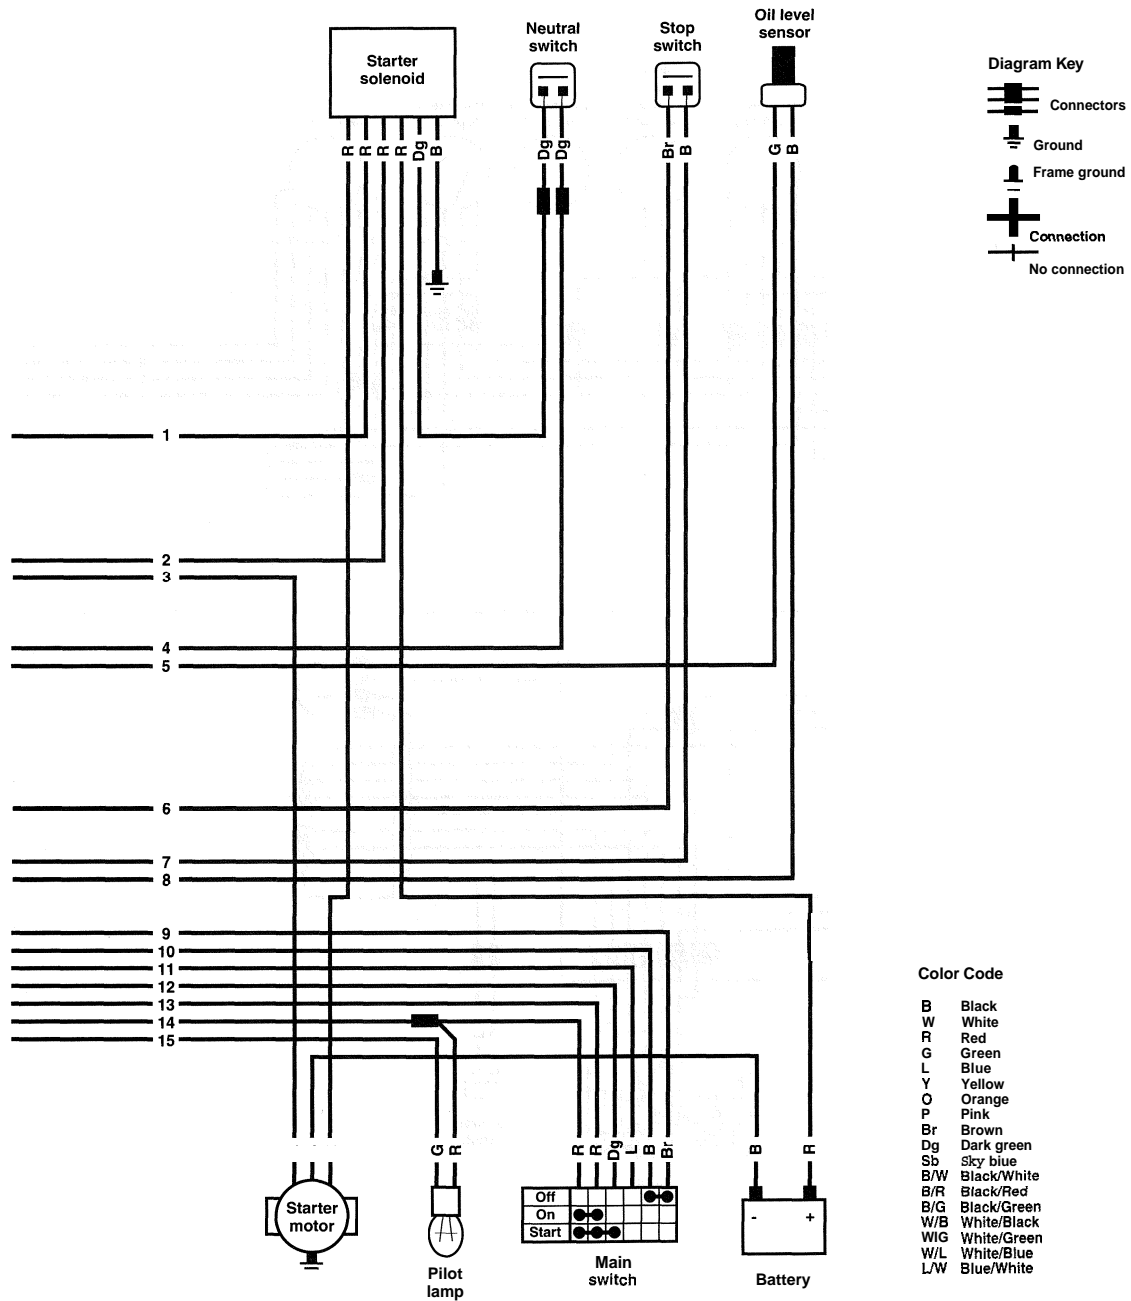 Starter
solenoid
Neutral
switch
Stop
switch
Oil level
sensor
Diagram Key
Connectors
Ground
Frame ground
Connection
No connection
R R R R Dg B
Dg Dg
Br B
G B
1
2
3
4
5
6
7
8
9
10
11
12
13
14
15
G R
R R Dg L B Br
B
R
Starter
motor
Pilot
lamp
Off
On
Start
Main
switch
- +
Battery
Color Code
B Black
W White
R Red
G Green
L Blue
Y Yellow
O Orange
P Pink
Br Brown
Dg Dark green
Sb Sky biue
B/W Black/White
B/R Black/Red
B/G Black/Green
W/B White/Black
WIG White/Green
W/L White/Blue
L/W Blue/White